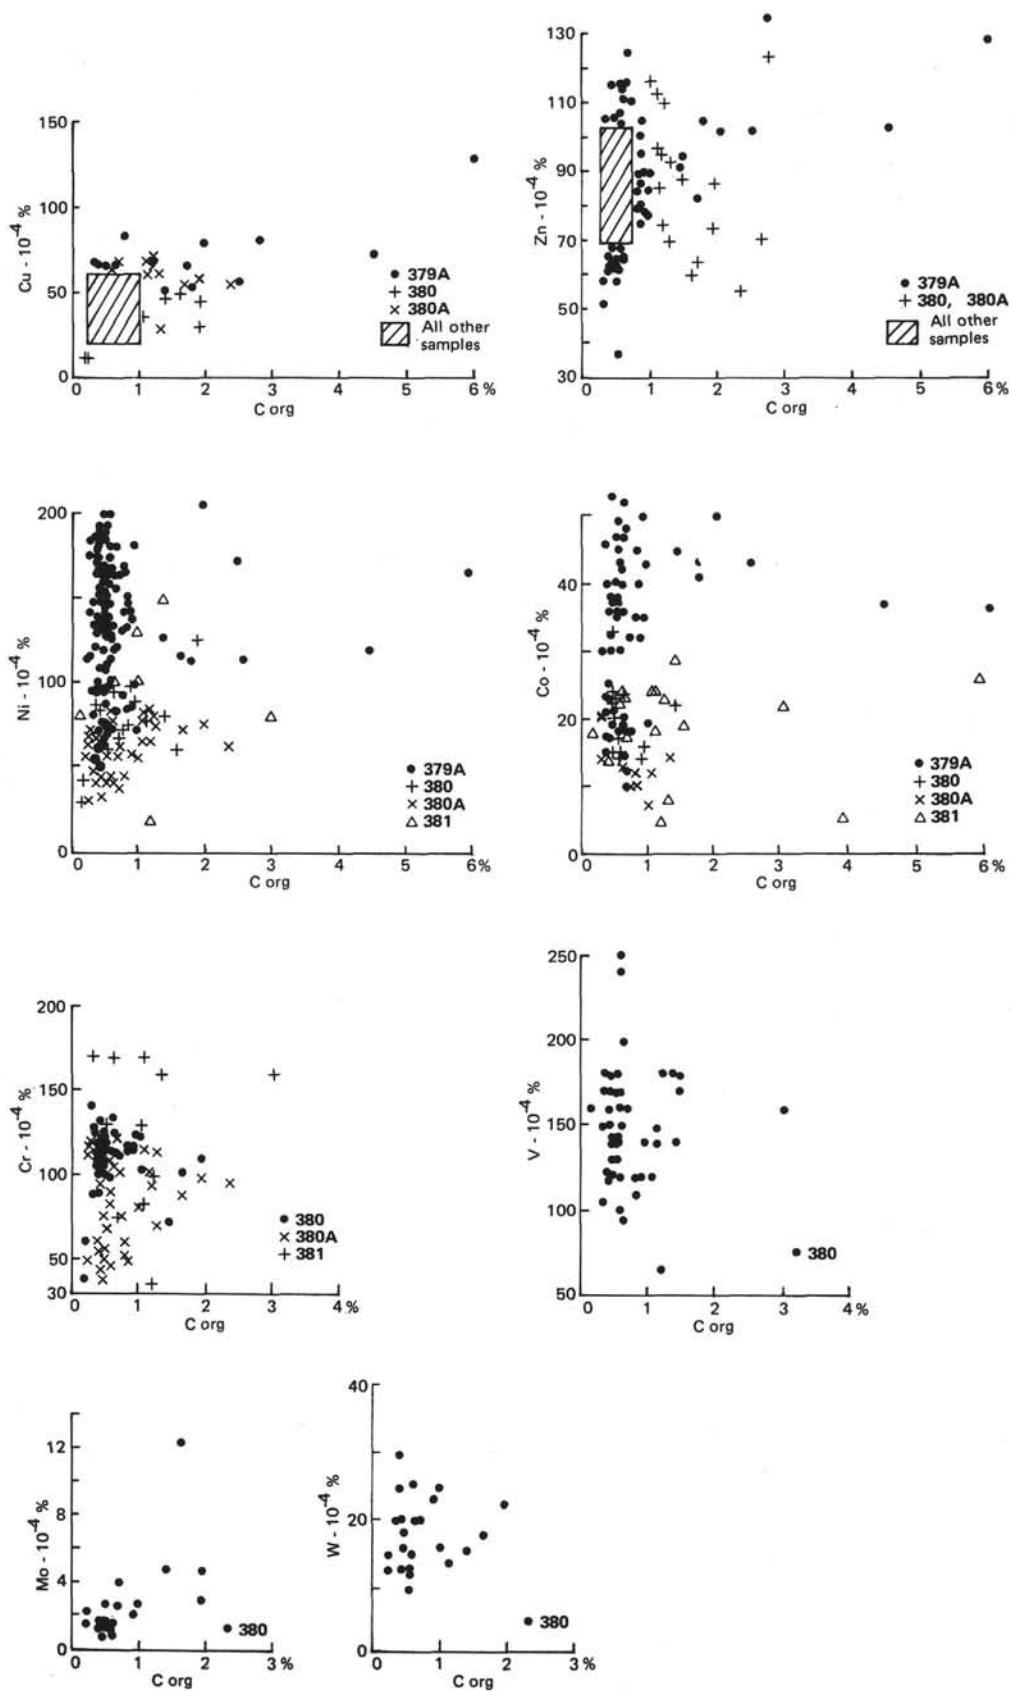 150
100
50
0
Cu - 10⁻⁴ %
0 1 2 3 4 5 6 %
C org
● 379A
+ 380
× 380A
All other
samples
130
110
90
70
50
30
Zn - 10⁻⁴ %
0 1 2 3 4 5 6%
C org
● 379A
+ 380, 380A
All other
samples
200
100
0
Ni - 10⁻⁴ %
0 1 2 3 4 5 6%
C org
● 379A
+ 380
× 380A
△ 381
40
20
0
Co - 10⁻⁴ %
0 1 2 3 4 5 6%
C org
● 379A
+ 380
× 380A
△ 381
200
150
100
50
30
Cr - 10⁻⁴ %
0 1 2 3 4 %
C org
● 380
× 380A
+ 381
250
200
150
100
50
V - 10⁻⁴ %
0 1 2 3 4 %
C org
380
12
8
4
0
Mo - 10⁻⁴ %
0 1 2 3 %
C org
380
40
20
0
W - 10⁻⁴ %
0 1 2 3%
C org
380